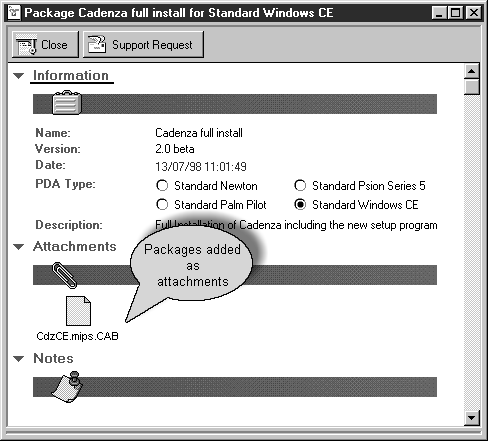 Package Cadenza full install for Standard Windows CE
Close
Support Request
Information
Name: Cadenza full install
Version: 2.0 beta
Date: 13/07/98 11:01:49
PDA Type: Standard Newton Standard Psion Series 5
Standard Palm Pilot Standard Windows CE
Description: Full Installation of Cadenza including the new setup program
Attachments
Packages added
as
attachments
CdzCE.mips.CAB
Notes